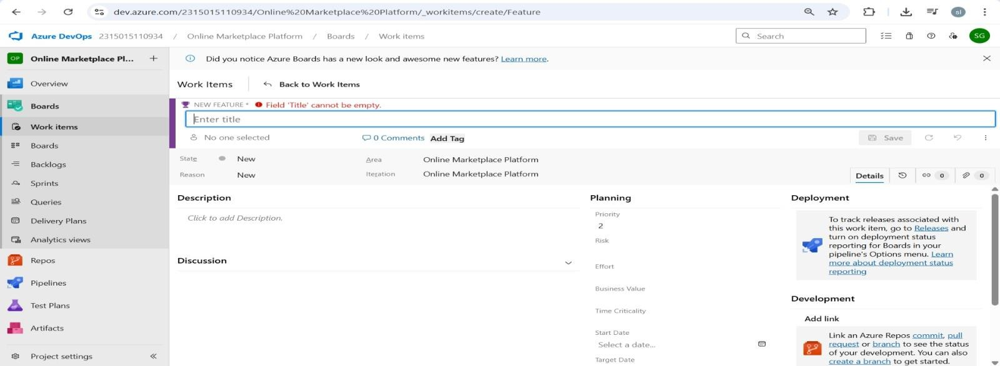 dev.azure.com/2315015110934/Online%20Marketplace%20Platform/_workitems/create/Feature
sl
Azure DevOps 2315015110934 / Online Marketplace Platform / Boards / Work items
Search
SG
OP Online Marketplace Pl... +
Did you notice Azure Boards has a new look and awesome new features? Learn more.
Overview
Boards
Work items
Boards
Backlogs
Sprints
Queries
Delivery Plans
Analytics views
Repos
Pipelines
Test Plans
Artifacts
Project settings
Work Items
Back to Work Items
NEW FEATURE * Field 'Title' cannot be empty.
Enter title
No one selected
0 Comments
Add Tag
Save
State New
Reason New
Area Online Marketplace Platform
Iteration Online Marketplace Platform
Details
0
0
Description
Click to add Description.
Discussion
Planning
Priority
2
Risk
Effort
Business Value
Time Criticality
Start Date
Select a date...
Target Date
Deployment
To track releases associated with
this work item, go to Releases and
turn on deployment status
reporting for Boards in your
pipeline's Options menu. Learn
more about deployment status
reporting
Development
Add link
Link an Azure Repos commit, pull
request or branch to see the status
of your development. You can also
create a branch to get started.